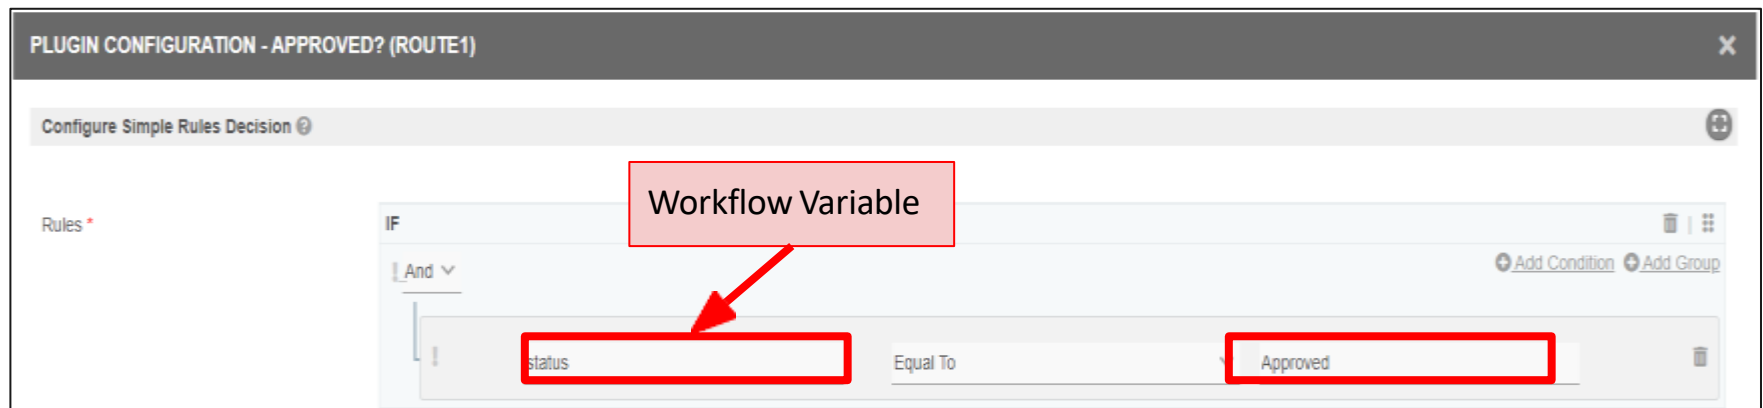 PLUGIN CONFIGURATION - APPROVED? (ROUTE1)
Configure Simple Rules Decision
Workflow Variable
Rules *
IF
! And
Add Condition Add Group
! status Equal To Approved